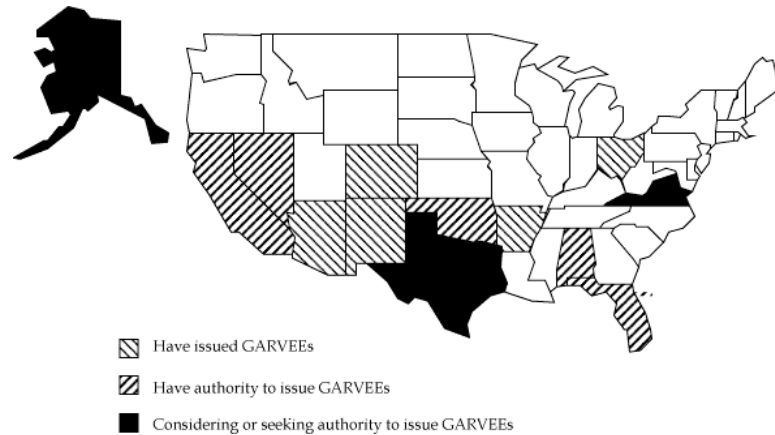 Have issued GARVEEs
Have authority to issue GARVEEs
Considering or seeking authority to issue GARVEEs